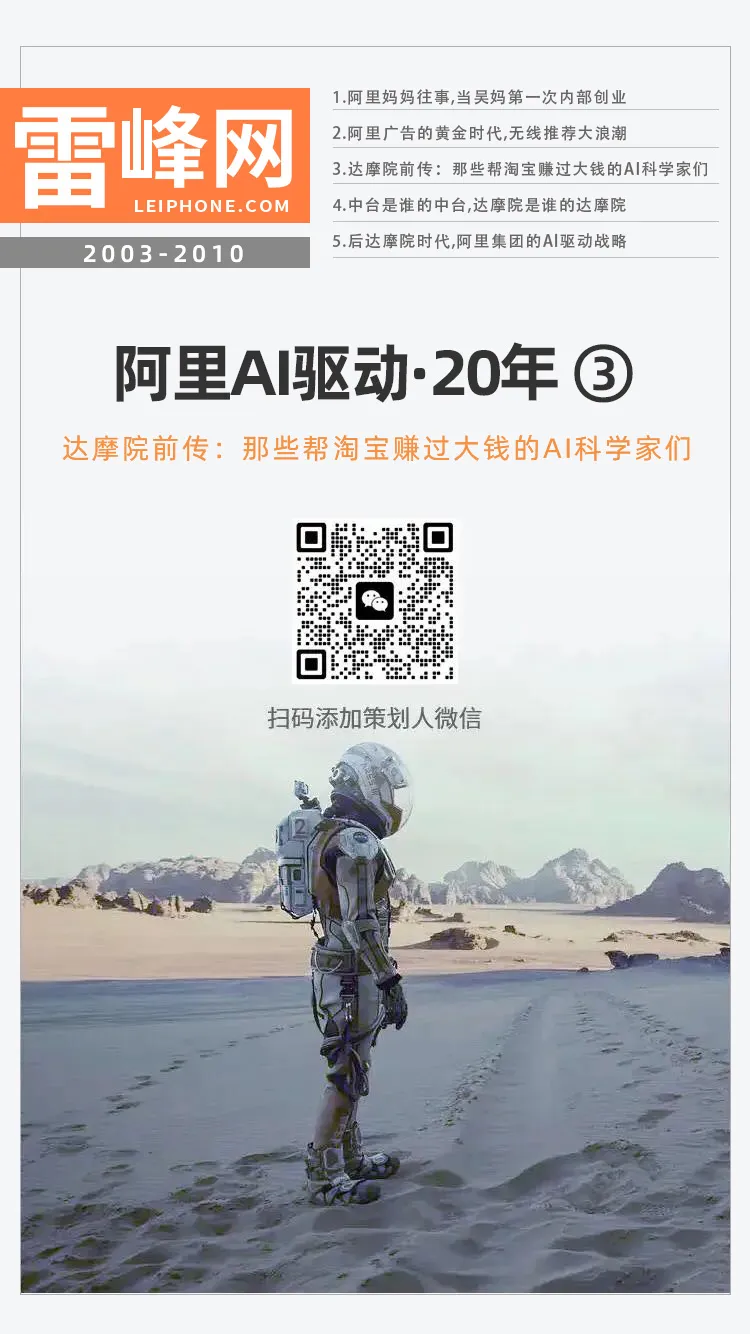 雷峰网
LEIPHONE.COM
2003-2010
1.阿里妈妈往事,当吴妈第一次内部创业
2.阿里广告的黄金时代,无线推荐大浪潮
3.达摩院前传：那些帮淘宝赚过大钱的AI科学家们
4.中台是谁的中台,达摩院是谁的达摩院
5.后达摩院时代,阿里集团的AI驱动战略
阿里AI驱动·20年 ③
达摩院前传：那些帮淘宝赚过大钱的AI科学家们
扫码添加策划人微信
2